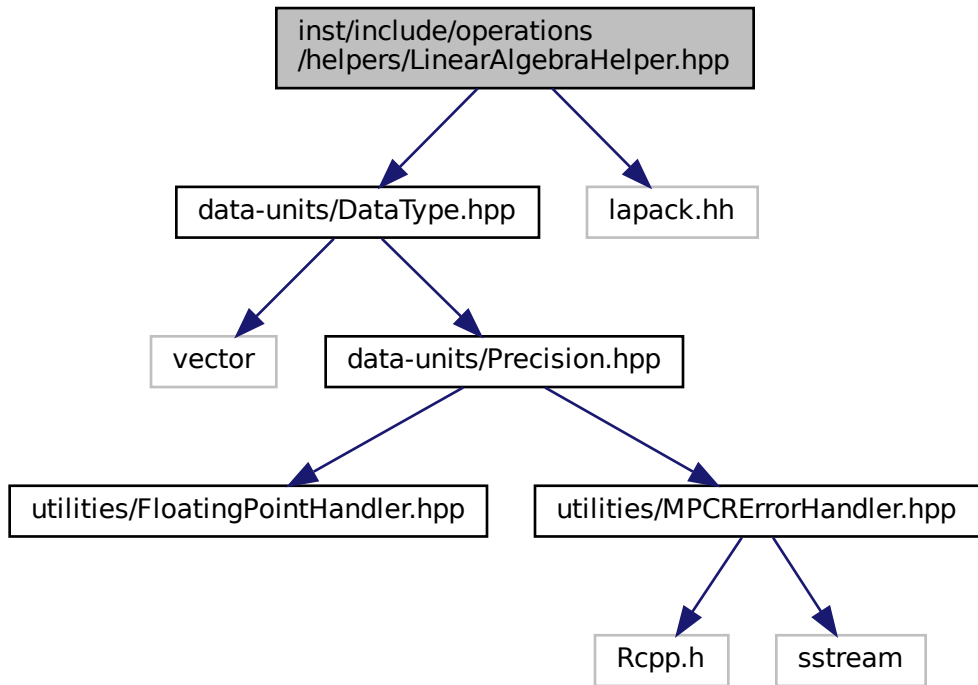 inst/include/operations
/helpers/LinearAlgebraHelper.hpp
data-units/DataType.hpp
lapack.hh
vector
data-units/Precision.hpp
utilities/FloatingPointHandler.hpp
utilities/MPCRErrorHandler.hpp
Rcpp.h
sstream